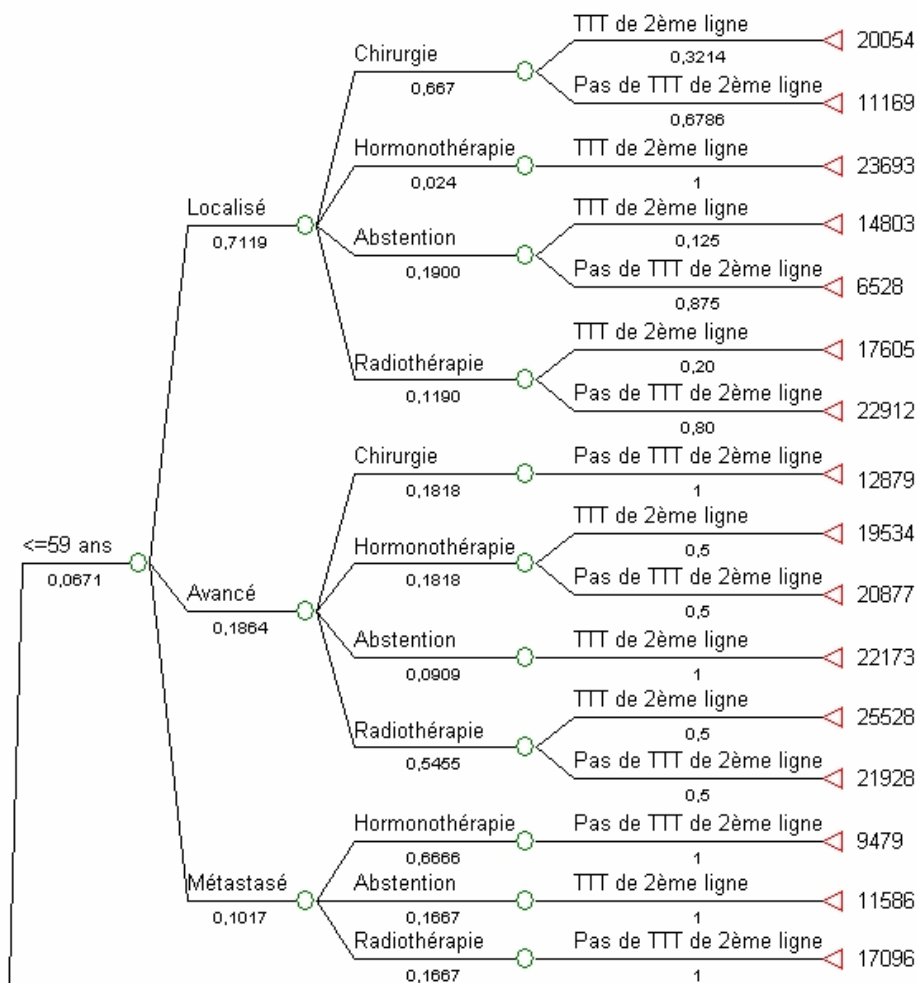 TTT de 2ème ligne
20054
0,3214
Chirurgie
0,667
Pas de TTT de 2ème ligne
11169
0,6786
Hormonothérapie
0,024
TTT de 2ème ligne
23693
1
Localisé
0,7119
TTT de 2ème ligne
14803
0,125
Abstention
0,1900
Pas de TTT de 2ème ligne
6528
0,875
TTT de 2ème ligne
17605
0,20
Radiothérapie
0,1190
Pas de TTT de 2ème ligne
22912
0,80
Chirurgie
0,1818
Pas de TTT de 2ème ligne
12879
1
<=59 ans
0,0671
TTT de 2ème ligne
19534
0,5
Hormonothérapie
0,1818
Pas de TTT de 2ème ligne
20877
0,5
Avancé
0,1864
Abstention
0,0909
TTT de 2ème ligne
22173
1
TTT de 2ème ligne
25528
0,5
Radiothérapie
0,5455
Pas de TTT de 2ème ligne
21928
0,5
Hormonothérapie
0,6666
Pas de TTT de 2ème ligne
9479
1
Métastasé
0,1017
Abstention
0,1667
TTT de 2ème ligne
11586
1
Radiothérapie
0,1667
Pas de TTT de 2ème ligne
17096
1